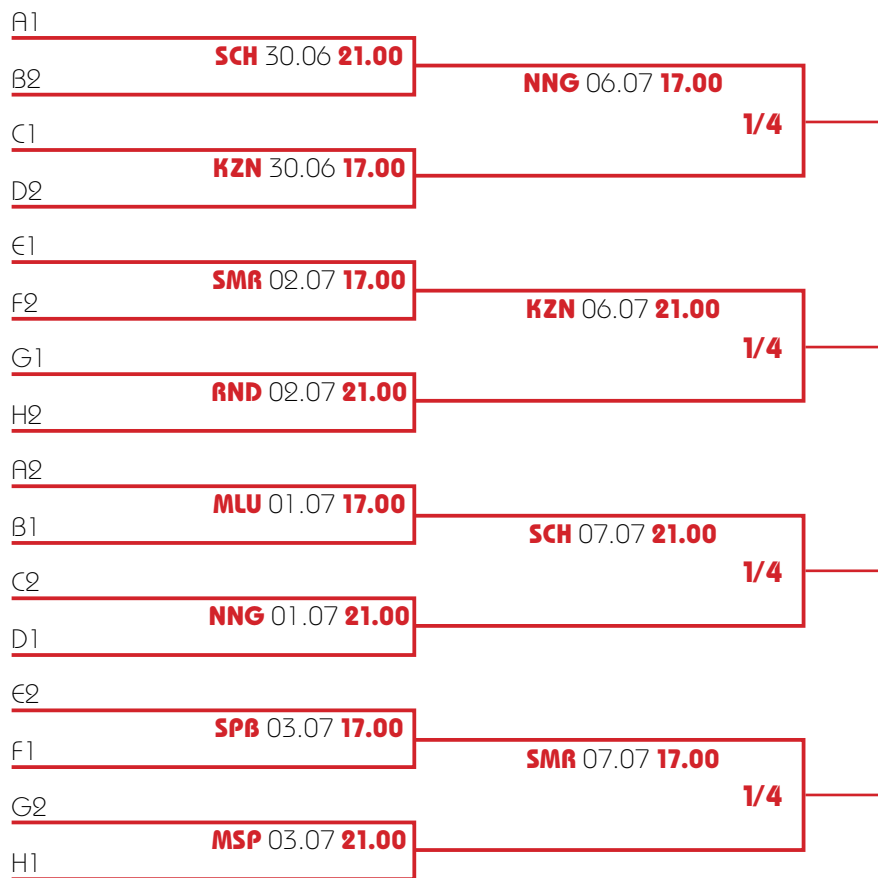 A1
SCH 30.06 21.00
B2
NNG 06.07 17.00
1/4
C1
KZN 30.06 17.00
D2
E1
SMR 02.07 17.00
F2
KZN 06.07 21.00
1/4
G1
RND 02.07 21.00
H2
A2
MLU 01.07 17.00
B1
SCH 07.07 21.00
1/4
C2
NNG 01.07 21.00
D1
E2
SPB 03.07 17.00
F1
SMR 07.07 17.00
1/4
G2
MSP 03.07 21.00
H1